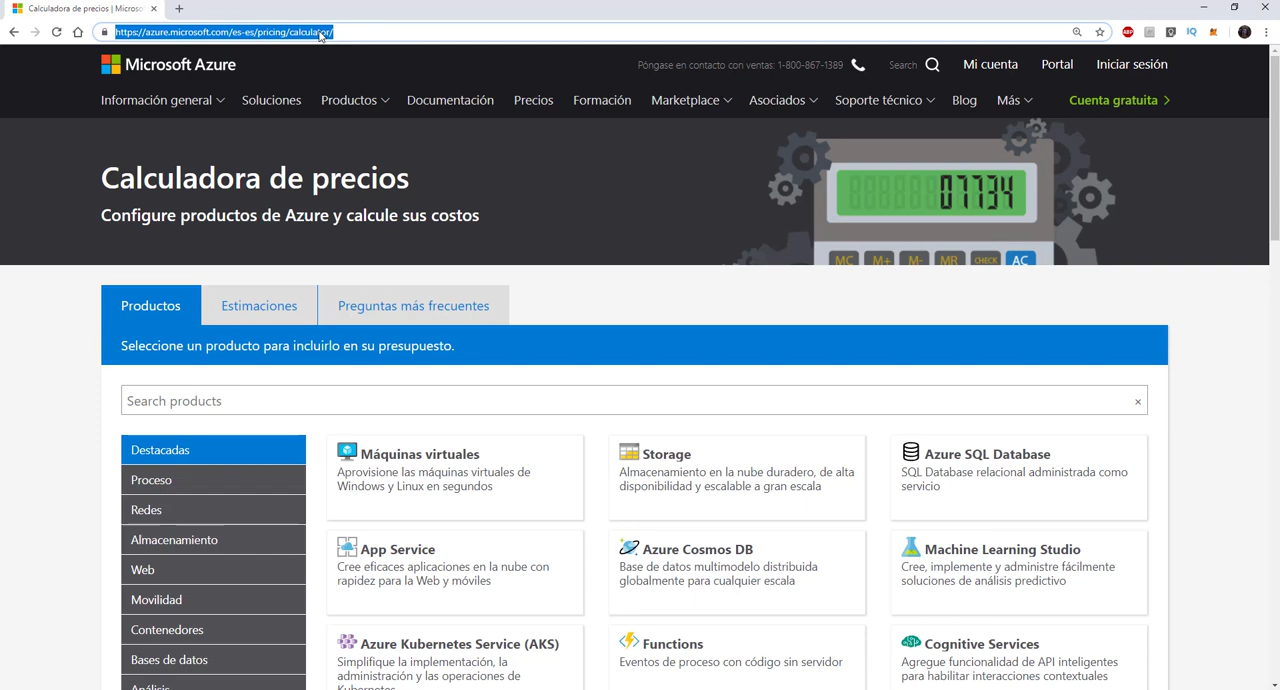 Calculadora de precios | Microsof
https://azure.microsoft.com/es-es/pricing/calculator/
ABP
IQ
Microsoft Azure
Póngase en contacto con ventas: 1-800-867-1389
Search
Mi cuenta
Portal
Iniciar sesión
Información general
Soluciones
Productos
Documentación
Precios
Formación
Marketplace
Asociados
Soporte técnico
Blog
Más
Cuenta gratuita
Calculadora de precios
Configure productos de Azure y calcule sus costos
07734
MC
M+
M-
MR
CHECK
AC
Productos
Estimaciones
Preguntas más frecuentes
Seleccione un producto para incluirlo en su presupuesto.
Search products
Destacadas
Proceso
Redes
Almacenamiento
Web
Movilidad
Contenedores
Bases de datos
Análisis
Máquinas virtuales
Aprovisione las máquinas virtuales de
Windows y Linux en segundos
Storage
Almacenamiento en la nube duradero, de alta
disponibilidad y escalable a gran escala
Azure SQL Database
SQL Database relacional administrada como
servicio
App Service
Cree eficaces aplicaciones en la nube con
rapidez para la Web y móviles
Azure Cosmos DB
Base de datos multimodelo distribuida
globalmente para cualquier escala
Machine Learning Studio
Cree, implemente y administre fácilmente
soluciones de análisis predictivo
Azure Kubernetes Service (AKS)
Simplifique la implementación, la
administración y las operaciones de
Kubernetes
Functions
Eventos de proceso con código sin servidor
Cognitive Services
Agregue funcionalidad de API inteligentes
para habilitar interacciones contextuales